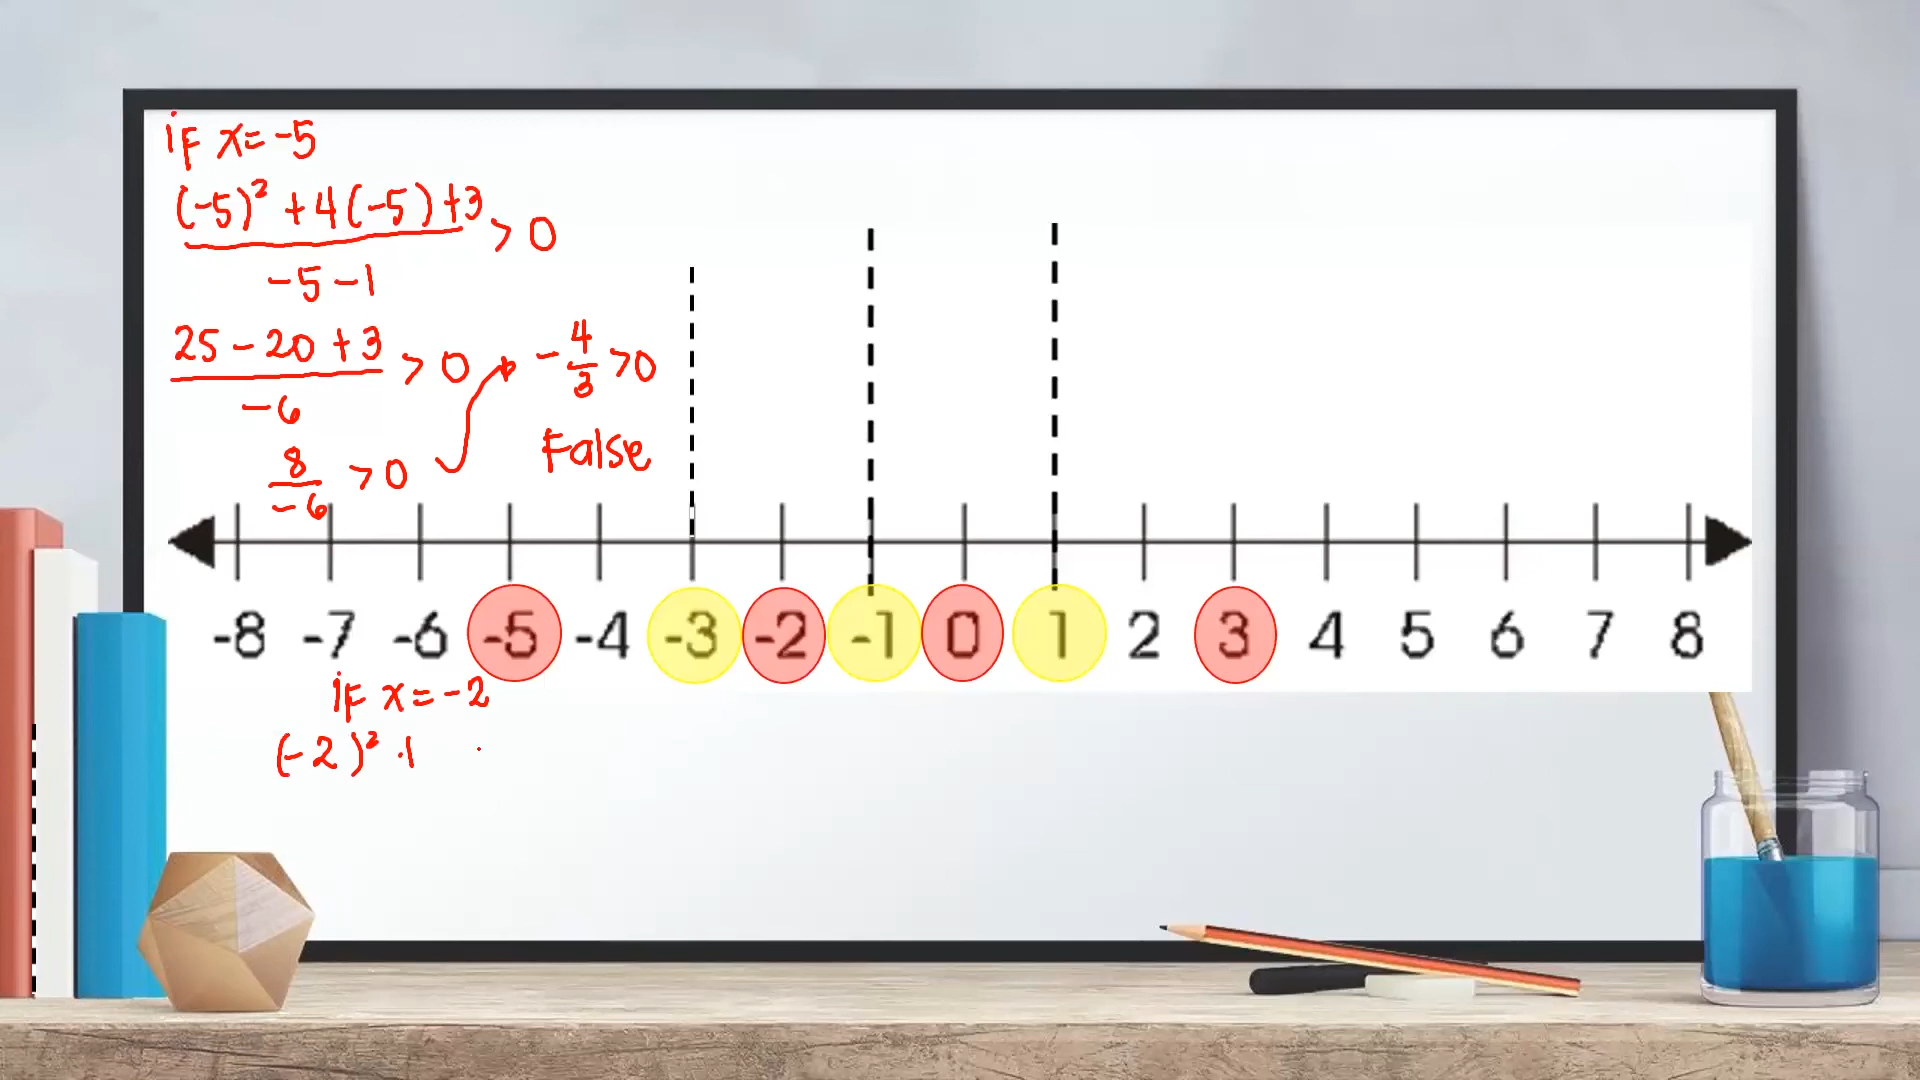 if x = -5
(-5)² + 4(-5) + 3 > 0
-5 - 1
25 - 20 + 3 > 0
-6
8 > 0
-6
- 4/3 > 0
False
-8 -7 -6 -5 -4 -3 -2 -1 0 1 2 3 4 5 6 7 8
if x = -2
(-2)²